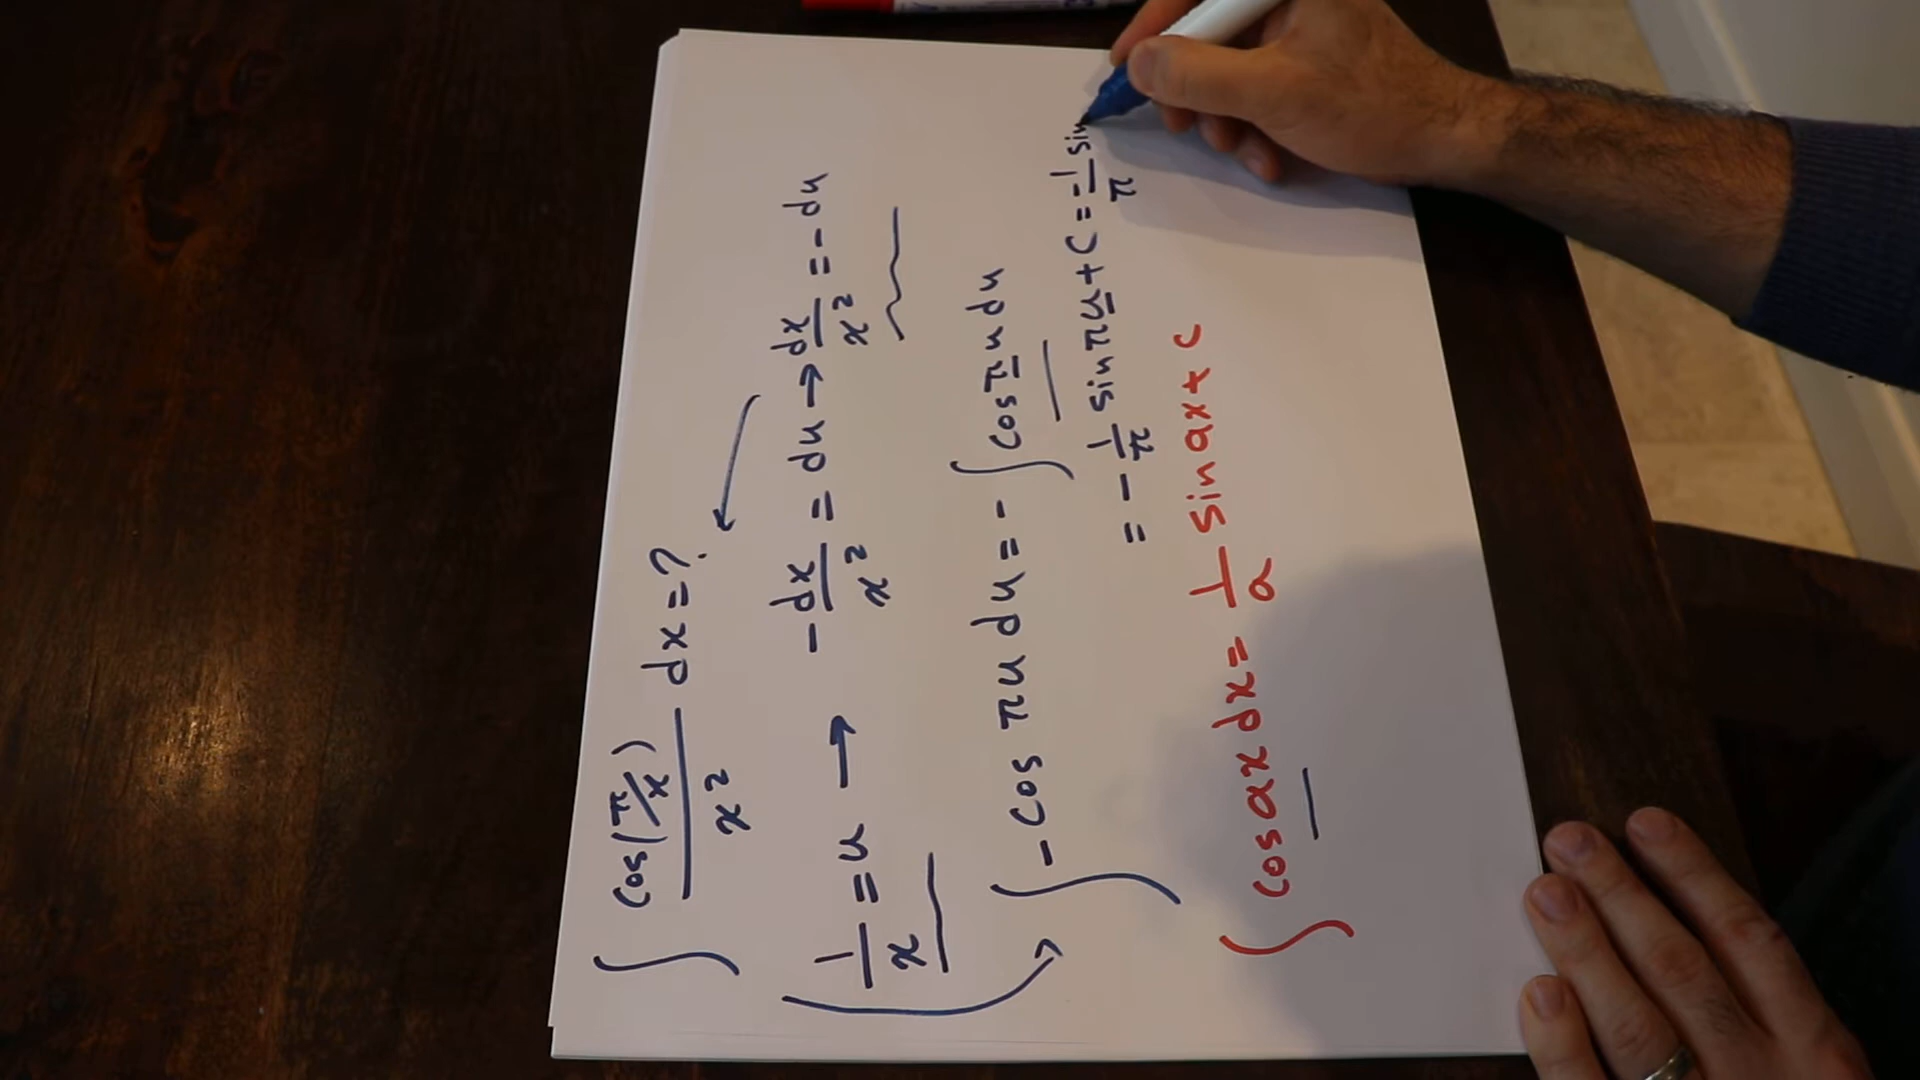 ∫ cos(π/x)/x² dx = ?
1/x = u → -dx/x² = du → dx/x² = - du
∫ - cos πu du = - ∫ cos πu du
= - 1/π sin πu + C = 1/π sin
∫ cos ax dx = 1/a sin ax + C